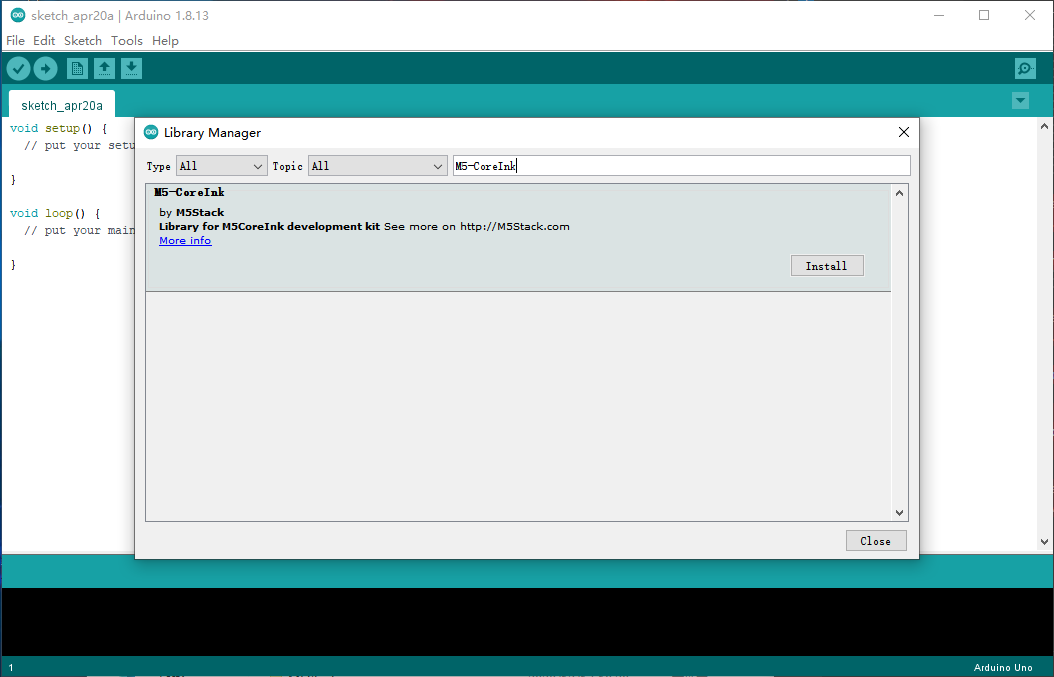 sketch_apr20a | Arduino 1.8.13
File Edit Sketch Tools Help
sketch_apr20a
void setup() {
// put your setu
}
void loop() {
// put your main
}
Library Manager
Type All Topic All M5-CoreInk
M5-CoreInk
by M5Stack
Library for M5CoreInk development kit See more on http://M5Stack.com
More info
Install
Close
1 Arduino Uno